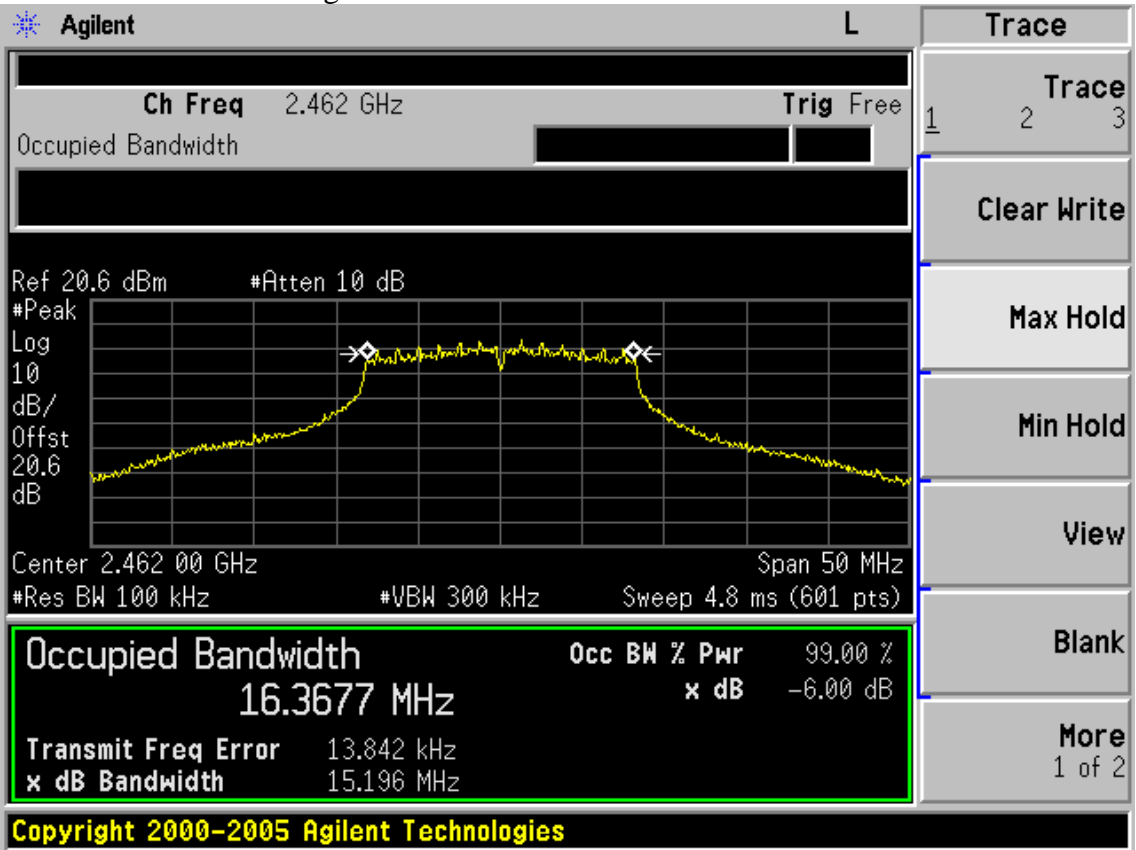 Agilent L Trace
Ch Freq 2.462 GHz Trig Free
Occupied Bandwidth
Trace
1 2 3
Clear Write
Max Hold
Min Hold
View
Blank
More
1 of 2
Ref 20.6 dBm #Atten 10 dB
#Peak
Log
10
dB/
Offst
20.6
dB
Center 2.462 00 GHz Span 50 MHz
#Res BW 100 kHz #VBW 300 kHz Sweep 4.8 ms (601 pts)
Occupied Bandwidth Occ BW % Pwr 99.00 %
16.3677 MHz x dB -6.00 dB
Transmit Freq Error 13.842 kHz
x dB Bandwidth 15.196 MHz
Copyright 2000-2005 Agilent Technologies